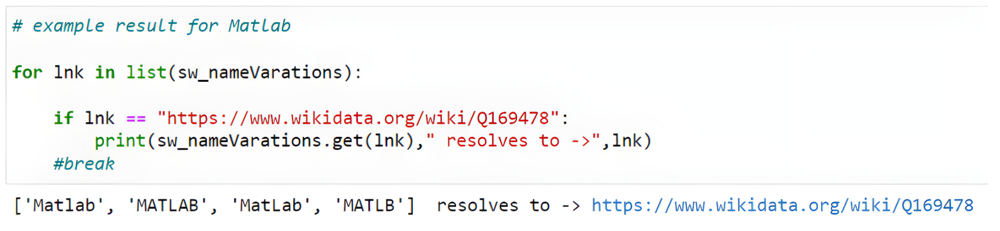 # example result for Matlab
for lnk in list(sw_nameVarations):
if lnk == "https://www.wikidata.org/wiki/Q169478":
print(sw_nameVarations.get(lnk)," resolves to ->",lnk)
#break
['Matlab', 'MATLAB', 'MatLab', 'MATLB']  resolves to -> https://www.wikidata.org/wiki/Q169478